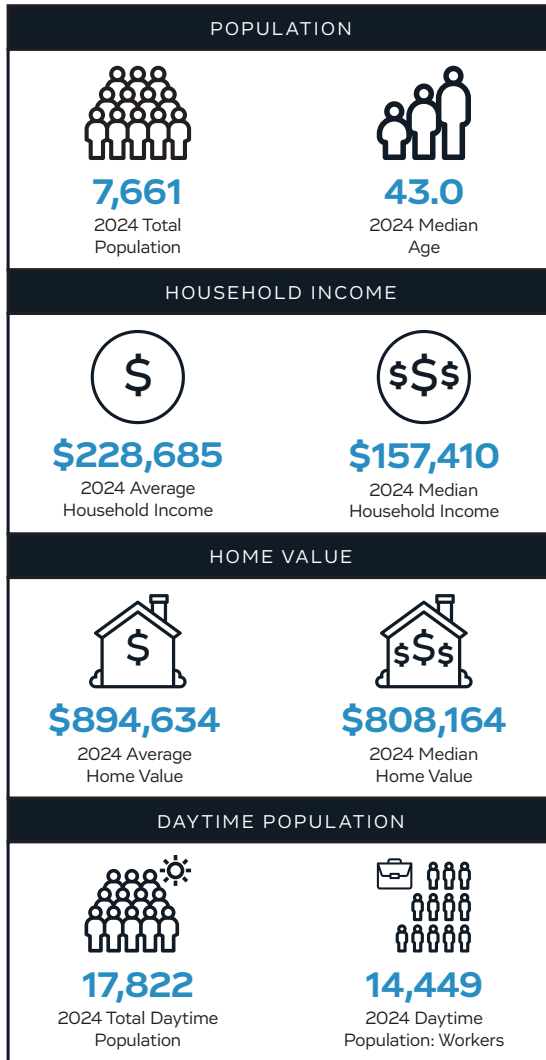 POPULATION
7,661
2024 Total
Population
43.0
2024 Median
Age
HOUSEHOLD INCOME
$
$228,685
2024 Average
Household Income
$$$
$157,410
2024 Median
Household Income
HOME VALUE
$
$894,634
2024 Average
Home Value
$$$
$808,164
2024 Median
Home Value
DAYTIME POPULATION
17,822
2024 Total Daytime
Population
14,449
2024 Daytime
Population: Workers